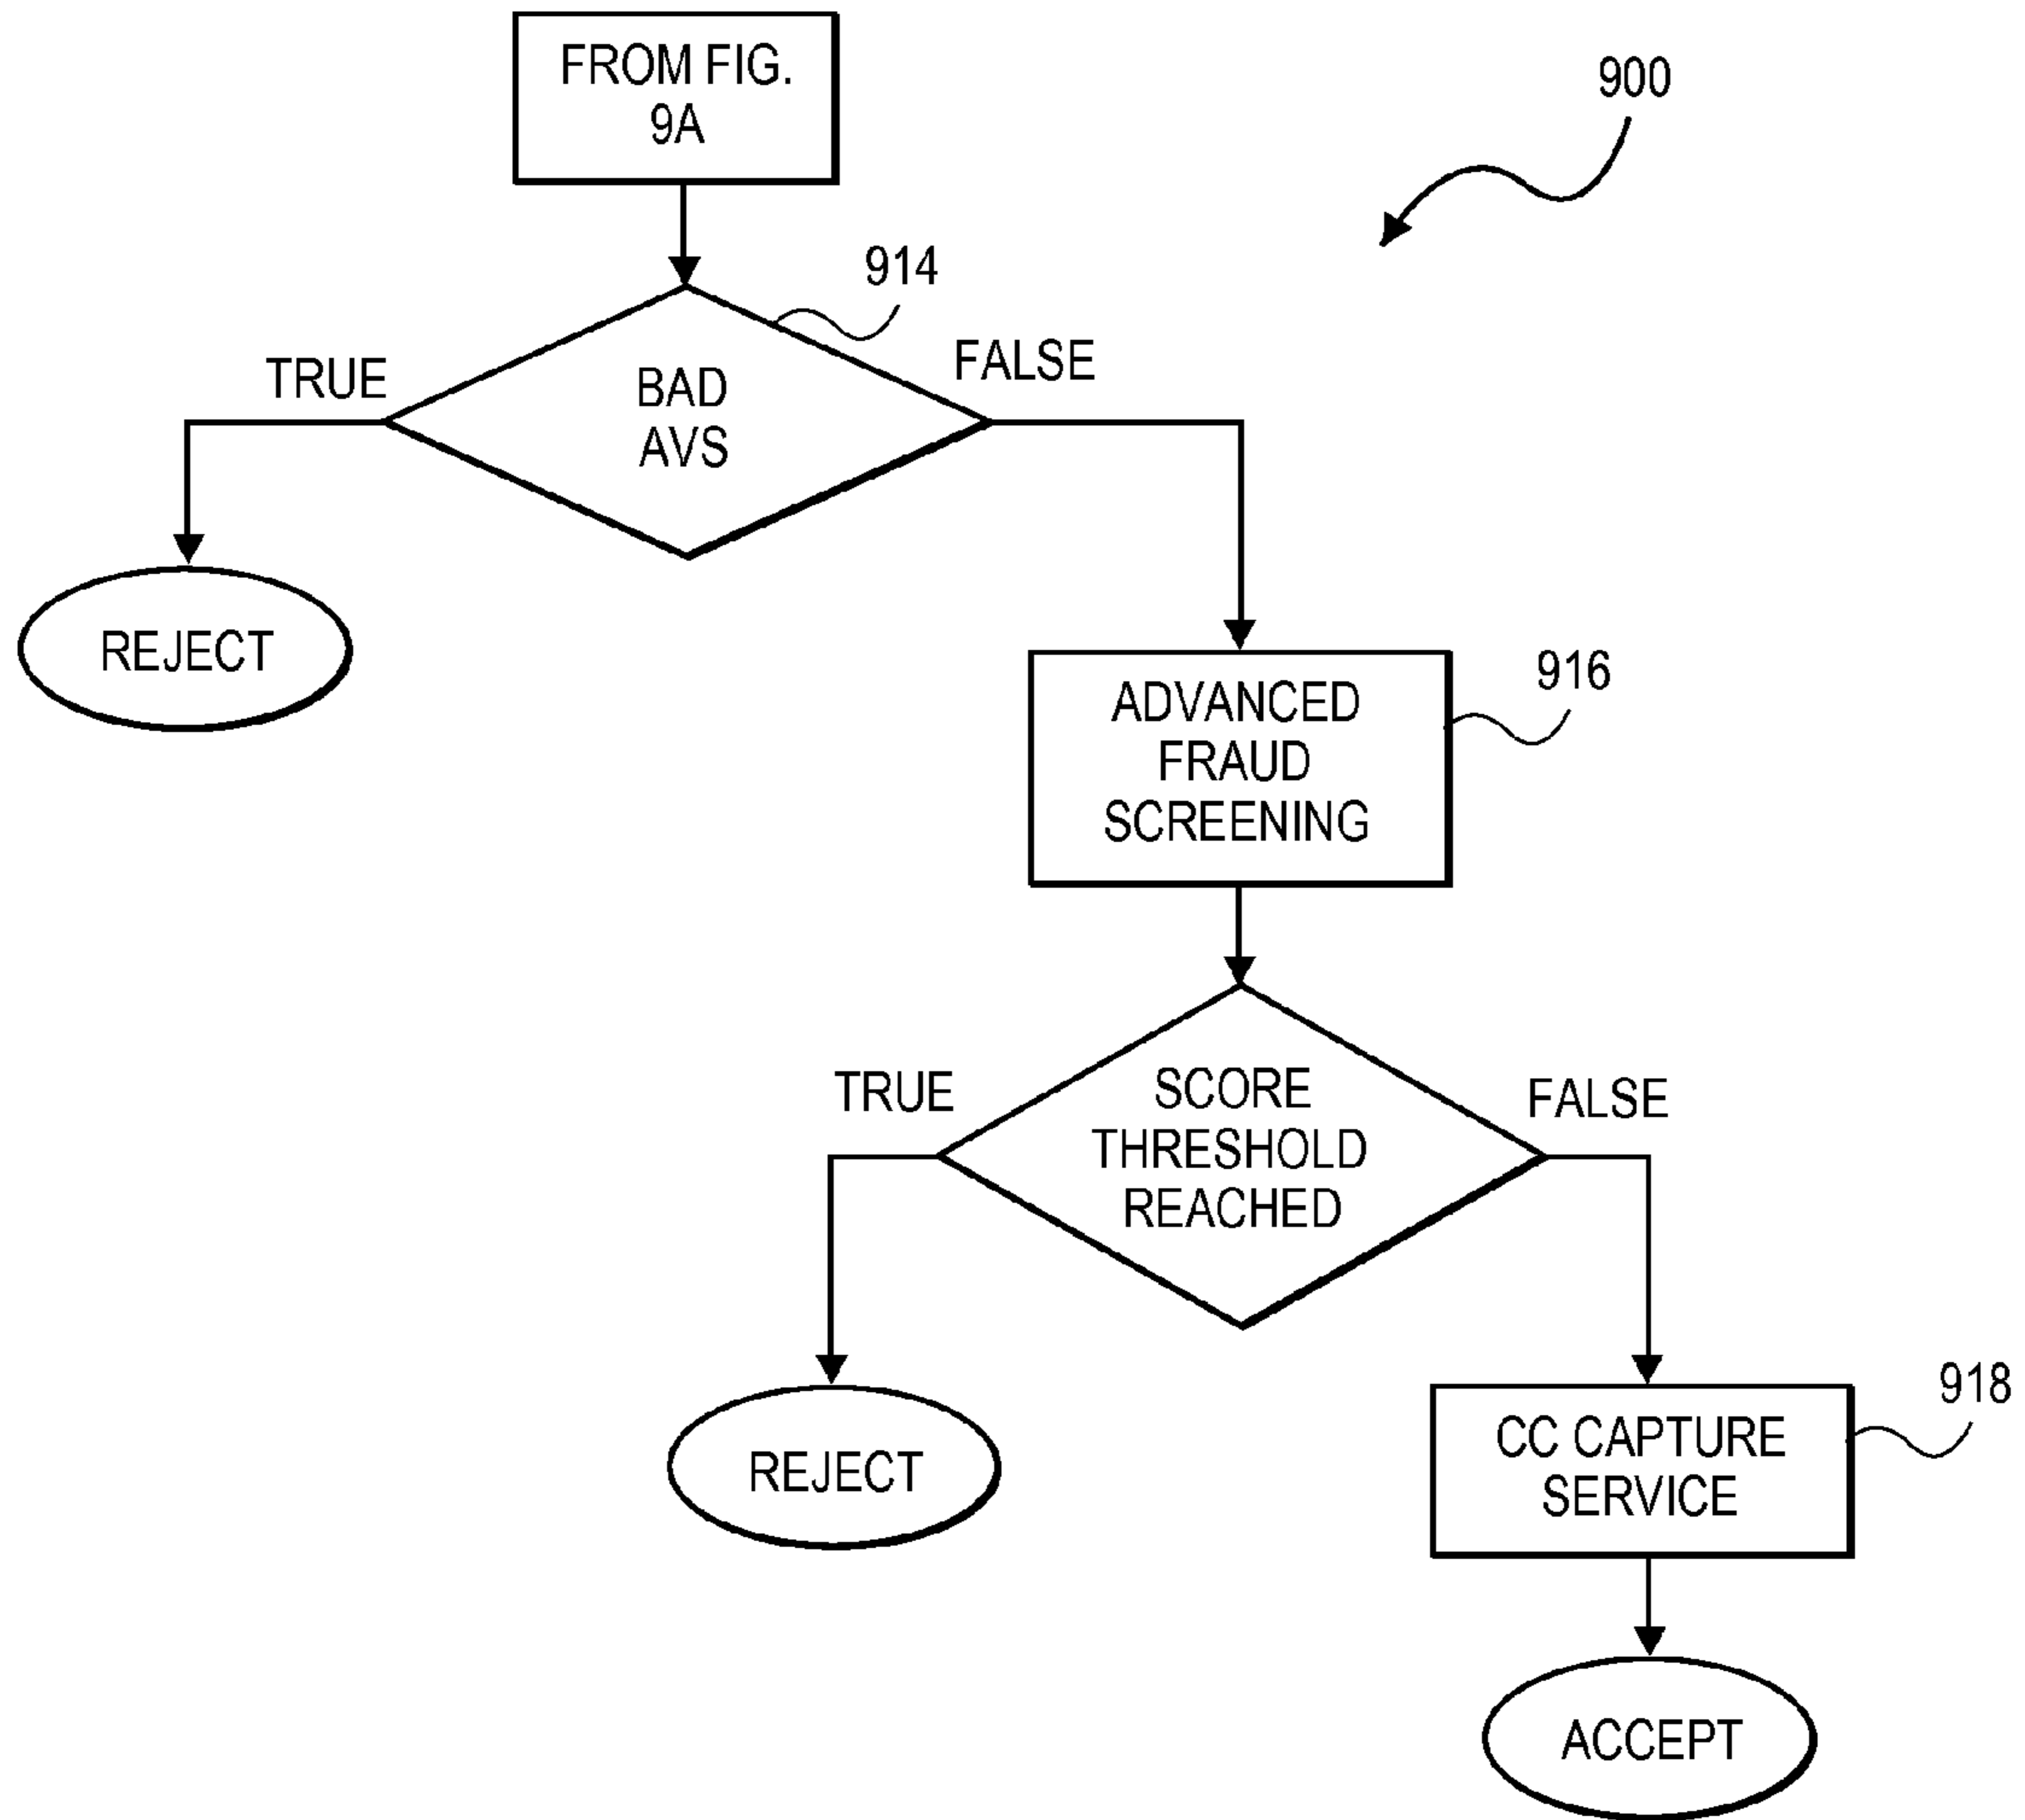 FROM FIG.
9A
900
914
TRUE
FALSE
BAD
AVS
REJECT
916
ADVANCED
FRAUD
SCREENING
TRUE
FALSE
SCORE
THRESHOLD
REACHED
REJECT
918
CC CAPTURE
SERVICE
ACCEPT